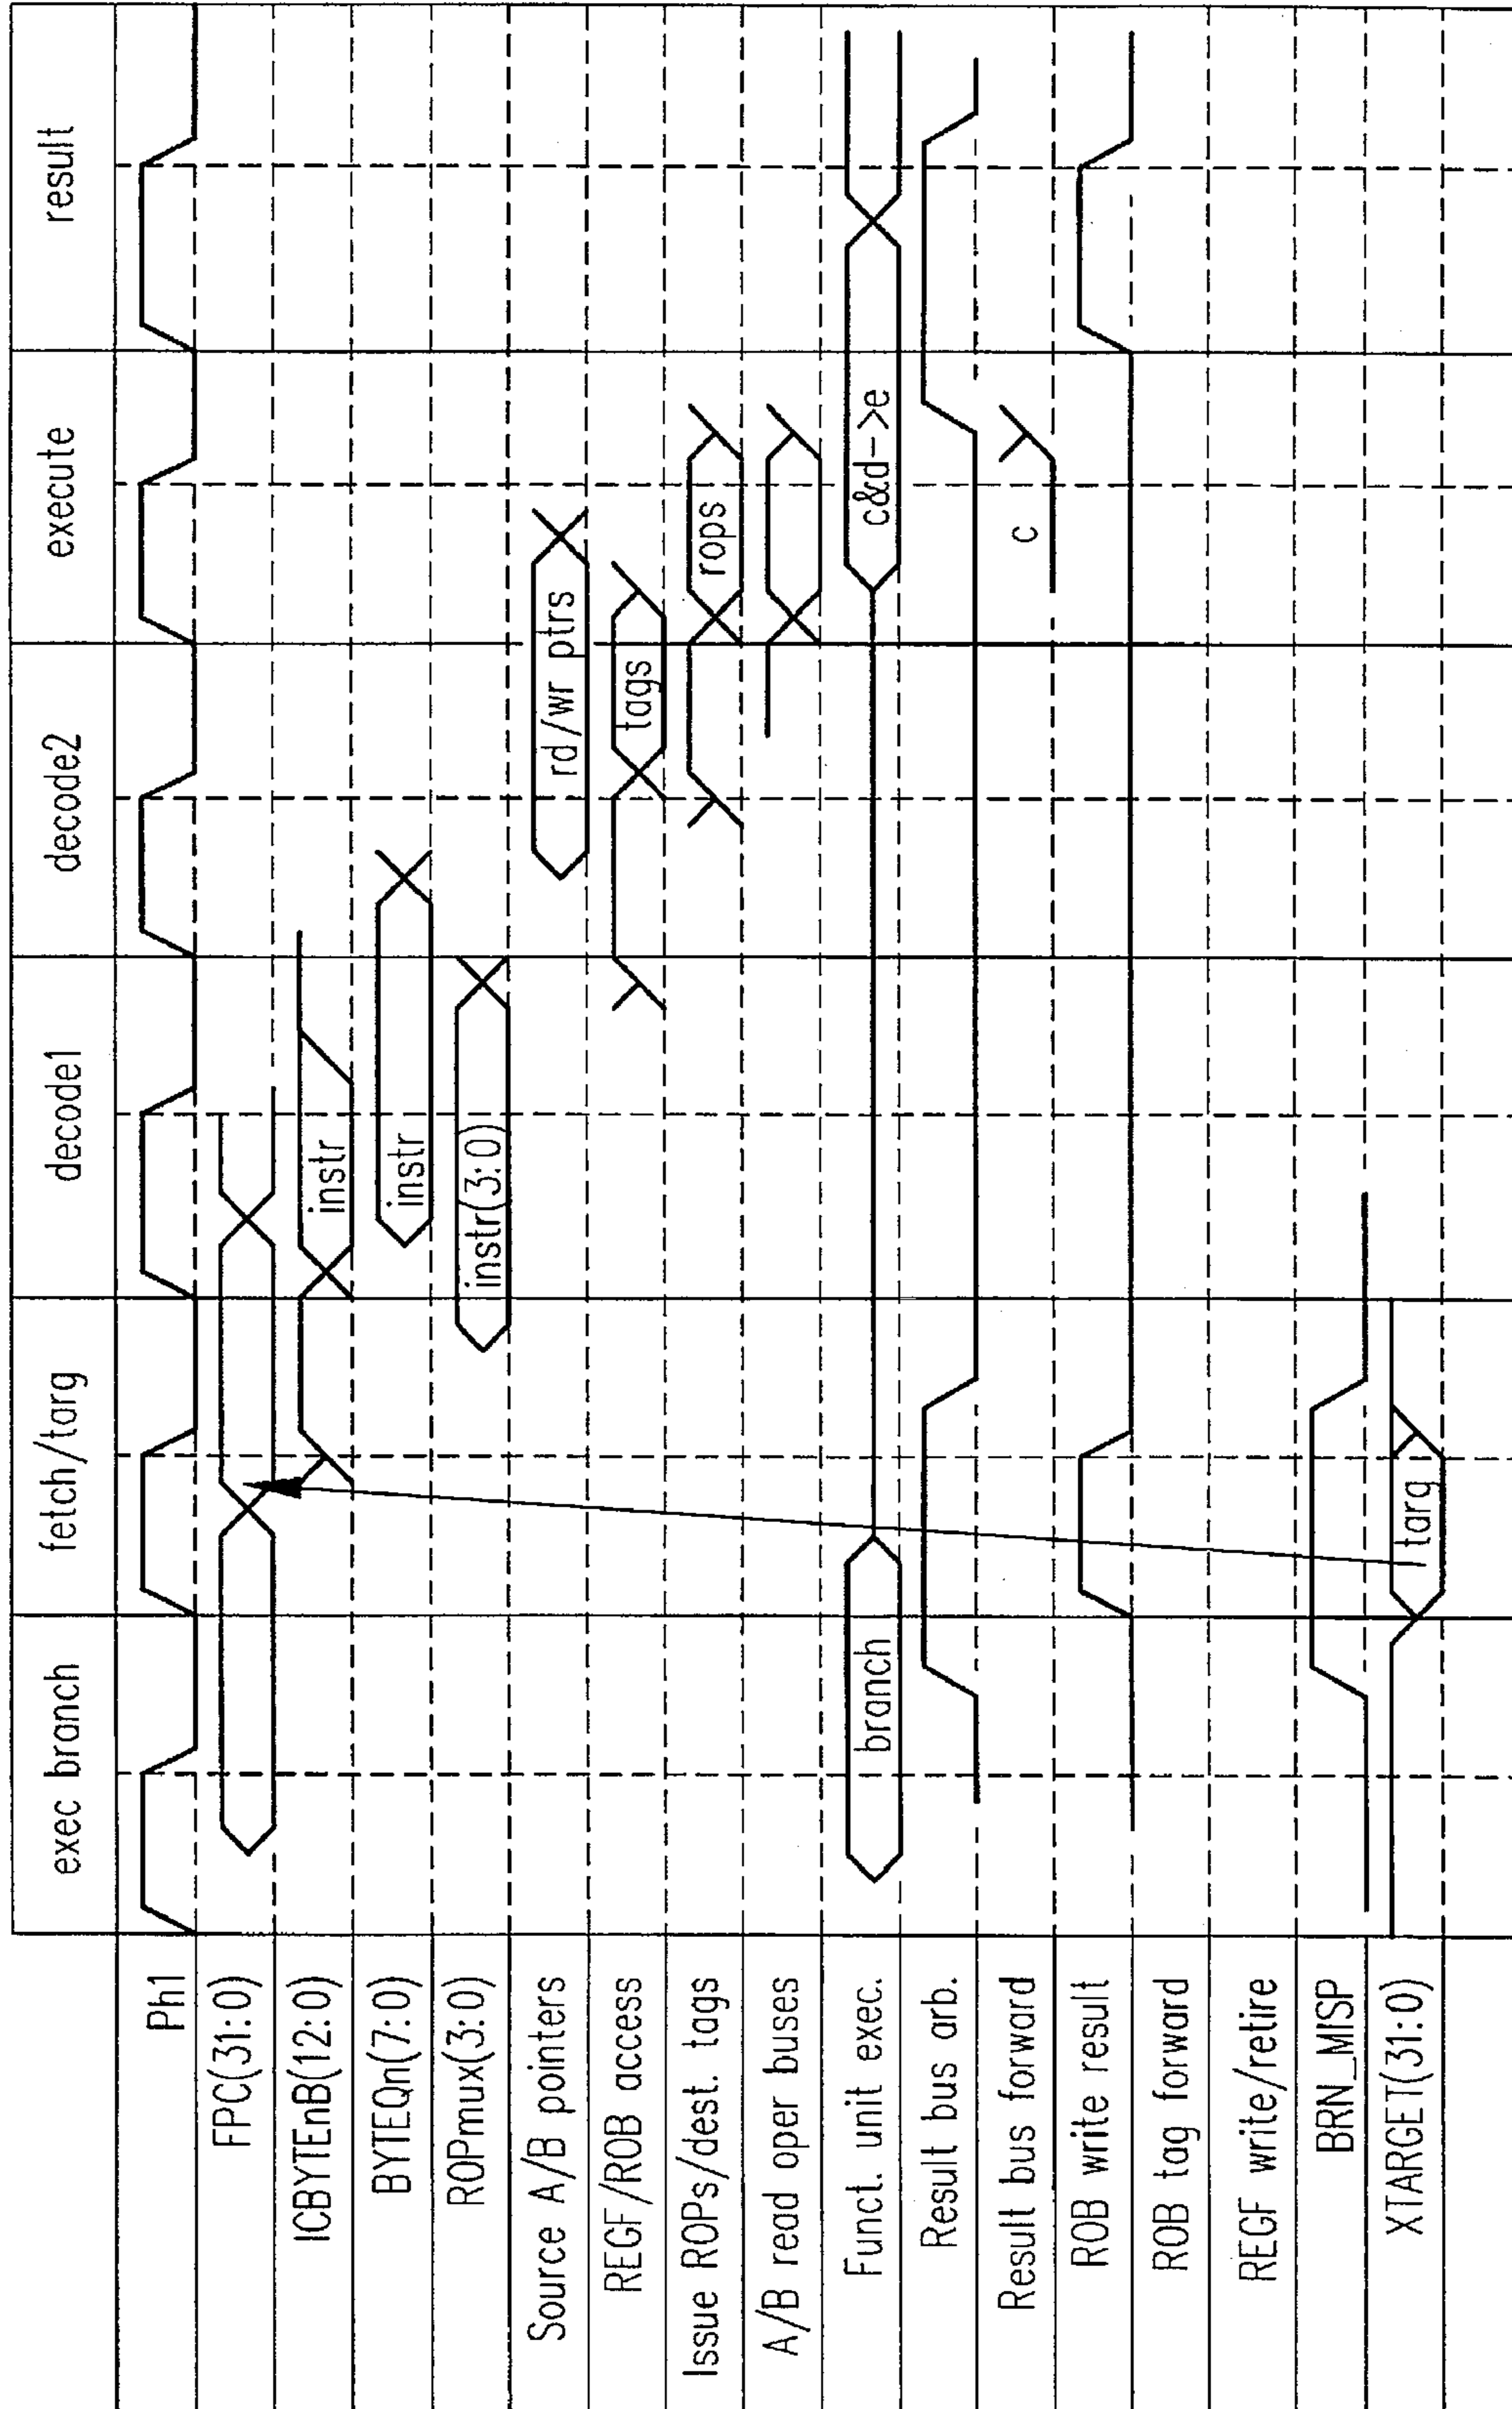 exec branch fetch/targ decode1 decode2 execute result
Ph1
FPC(31:0)
ICBYTEnB(12:0) instr
BYTEQn(7:0) instr
ROPmux(3:0) instr(3:0)
Source A/B pointers rd/wr ptrs
REGF/ROB access tags
Issue ROPs/dest. tags rops
A/B read oper buses
Funct. unit exec. branch c&d->e
Result bus arb.
Result bus forward c
ROB write result
ROB tag forward
REGF write/retire
BRN_MISP
XTARGET(31:0) targ